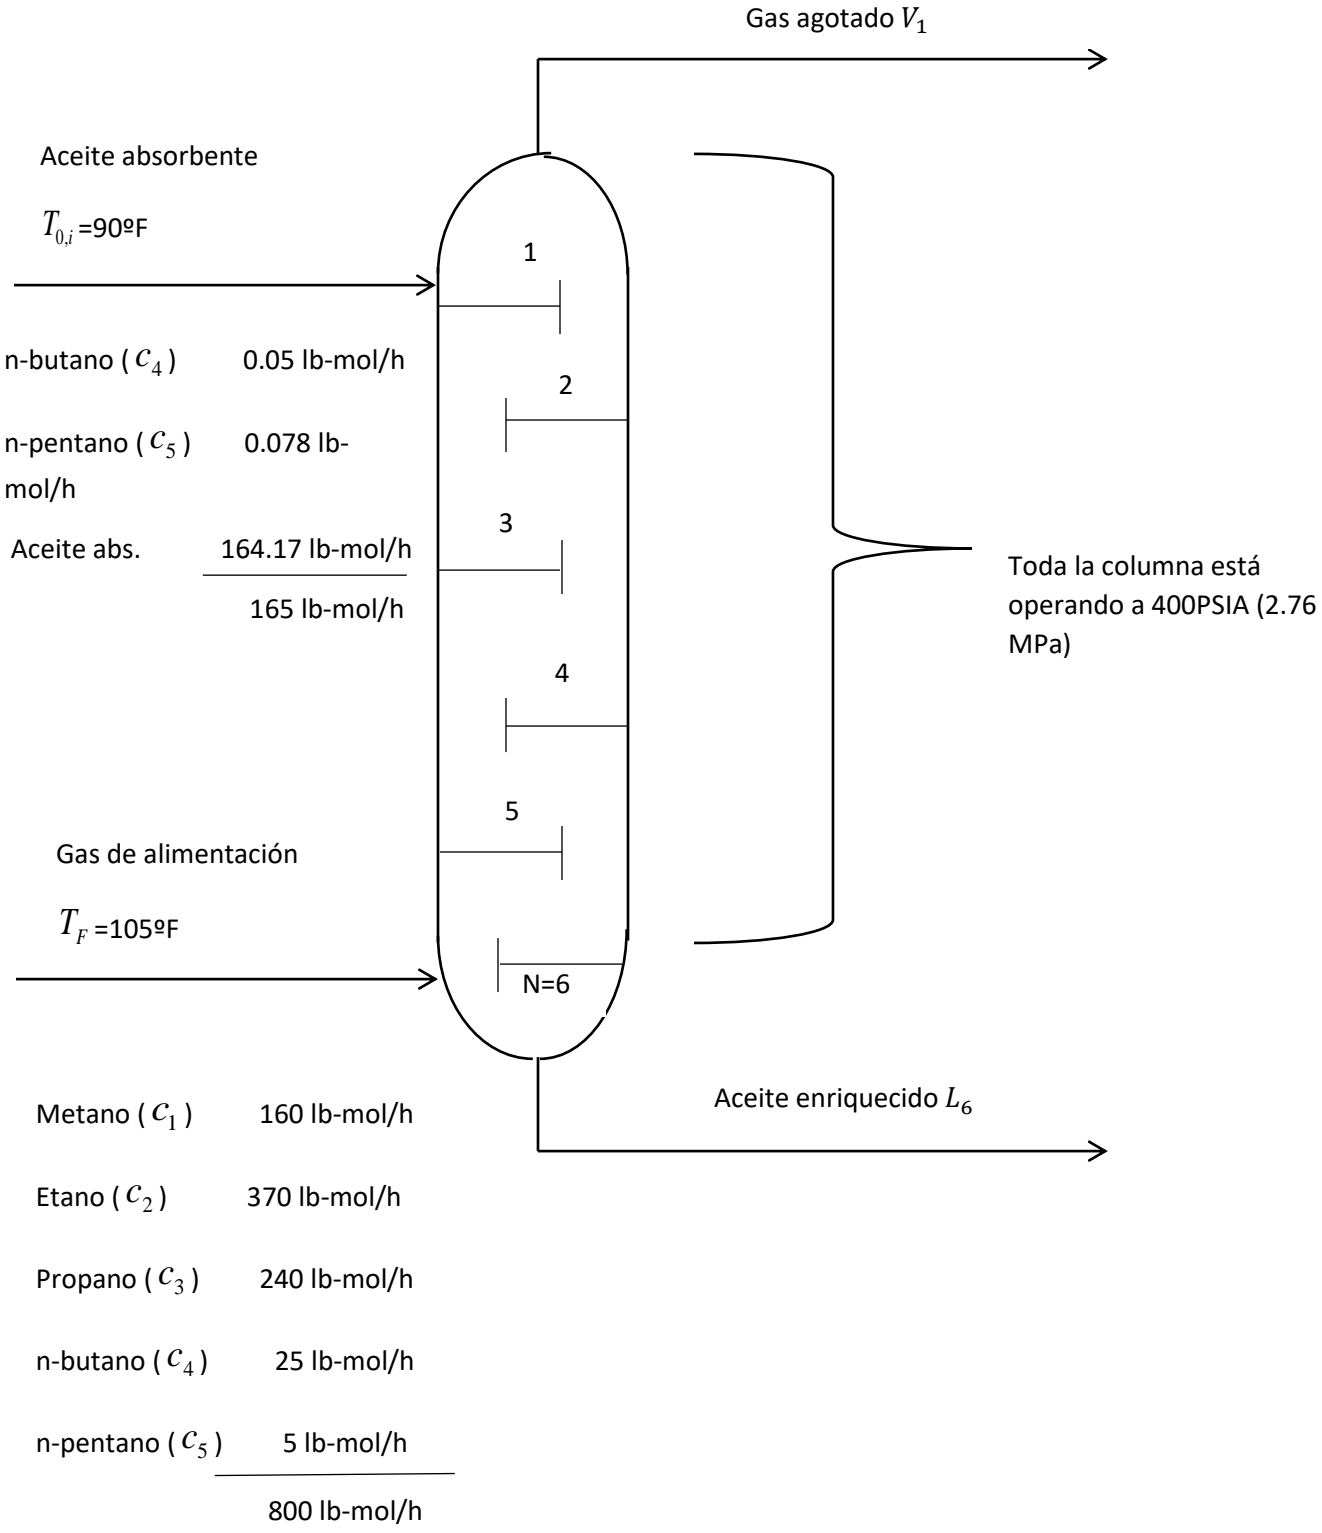 Gas agotado V₁
Aceite absorbente
T₀,ᵢ =90ºF
1
n-butano ( c₄ ) 0.05 lb-mol/h
2
n-pentano ( c₅ ) 0.078 lb-
mol/h
3
Aceite abs. 164.17 lb-mol/h
165 lb-mol/h
Toda la columna está
operando a 400PSIA (2.76
MPa)
4
5
Gas de alimentación
T_F =105ºF
N=6
Metano ( c₁ ) 160 lb-mol/h
Aceite enriquecido L₆
Etano ( c₂ ) 370 lb-mol/h
Propano ( c₃ ) 240 lb-mol/h
n-butano ( c₄ ) 25 lb-mol/h
n-pentano ( c₅ ) 5 lb-mol/h
800 lb-mol/h